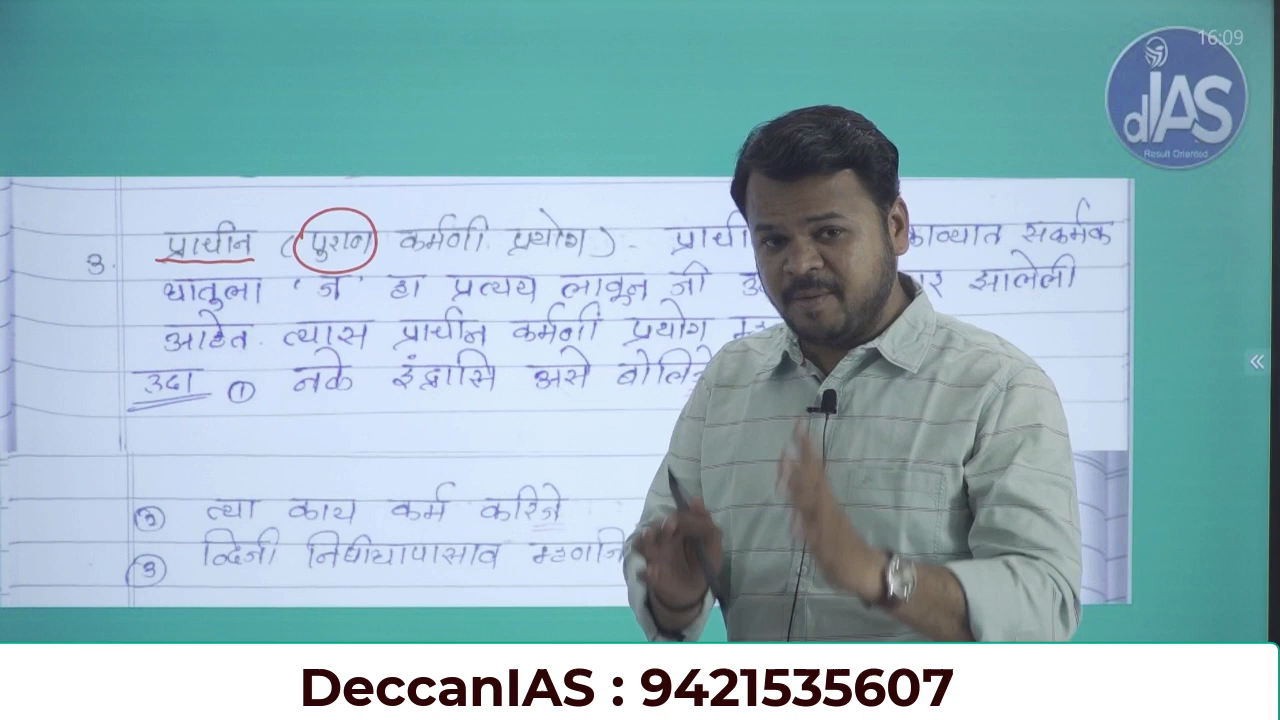 16:09
dIAS
Result Oriented
3. प्राचीन (पुराण कर्मणी प्रयोग) - काव्यात सकर्मक
धातुला 'ज' हा प्रत्यय लावून जी झालेली
आहेत. त्यास प्राचीन कर्मणी प्रयोग
उदा ① नळे इंद्रासि असे
② त्या काय कर्म करिजे
③ द्विजी निषीधापासाव
DeccanIAS : 9421535607